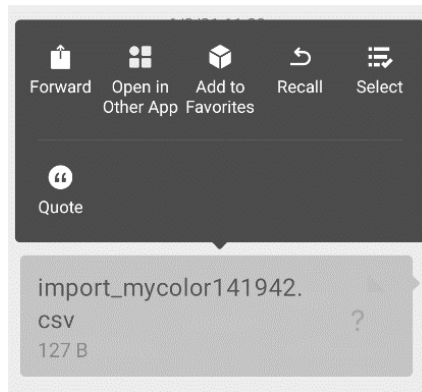 Forward Open in Add to Recall Select
Other App Favorites
Quote
import_mycolor141942.
csv
?
127 B